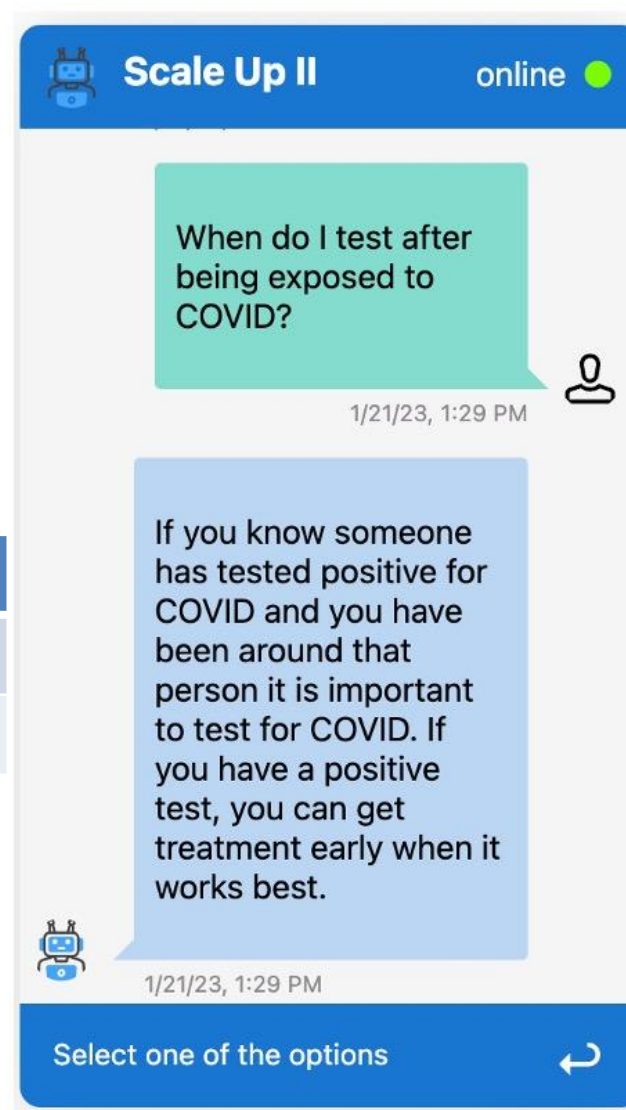 Scale Up II
online
When do I test after
being exposed to
COVID?
1/21/23, 1:29 PM
If you know someone
has tested positive for
COVID and you have
been around that
person it is important
to test for COVID. If
you have a positive
test, you can get
treatment early when it
works best.
1/21/23, 1:29 PM
Select one of the options